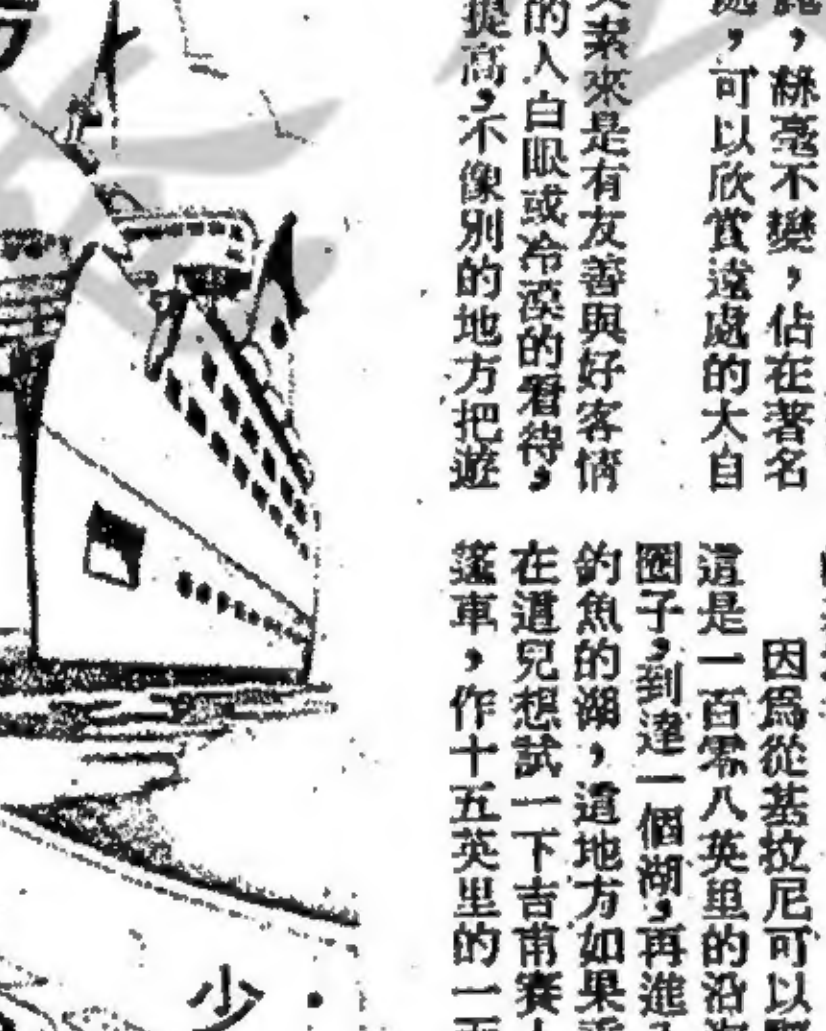 絲毫不變，佔在著名
處，可以欣賞遠處的大自
素來是有友善與好客情
的人白眼或冷漠的看待，
提高，不像別的地方把遊
因爲從基拉尼可以
這是一百零八英里的沿
圈子，到達一個湖，再進
釣魚的湖，這地方如果
在這兒想試一下吉甫賽
篷車，作十五英里的一
少